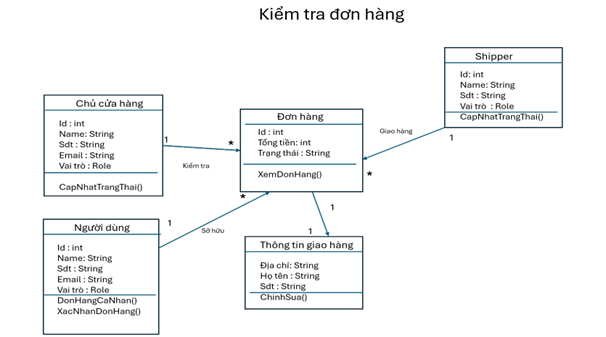 Kiểm tra đơn hàng
Shipper
Id: int
Name: String
Sdt : String
Vai trò : Role
CapNhatTrangThai()
Chủ cửa hàng
Id : int
Name: String
Sdt : String
Email : String
Vai trò : Role
CapNhatTrangThai()
1
Kiểm tra
*
Đơn hàng
Id : int
Tổng tiền: int
Trạng thái : String
XemDonHang()
Giao hàng
1
*
Người dùng
Id : int
Name: String
Sdt : String
Email : String
Vai trò : Role
DonHangCaNhan()
XacNhanDonHang()
1
Sở hữu
*
1
1
Thông tin giao hàng
Địa chỉ: String
Họ tên : String
Sdt : String
ChinhSua()